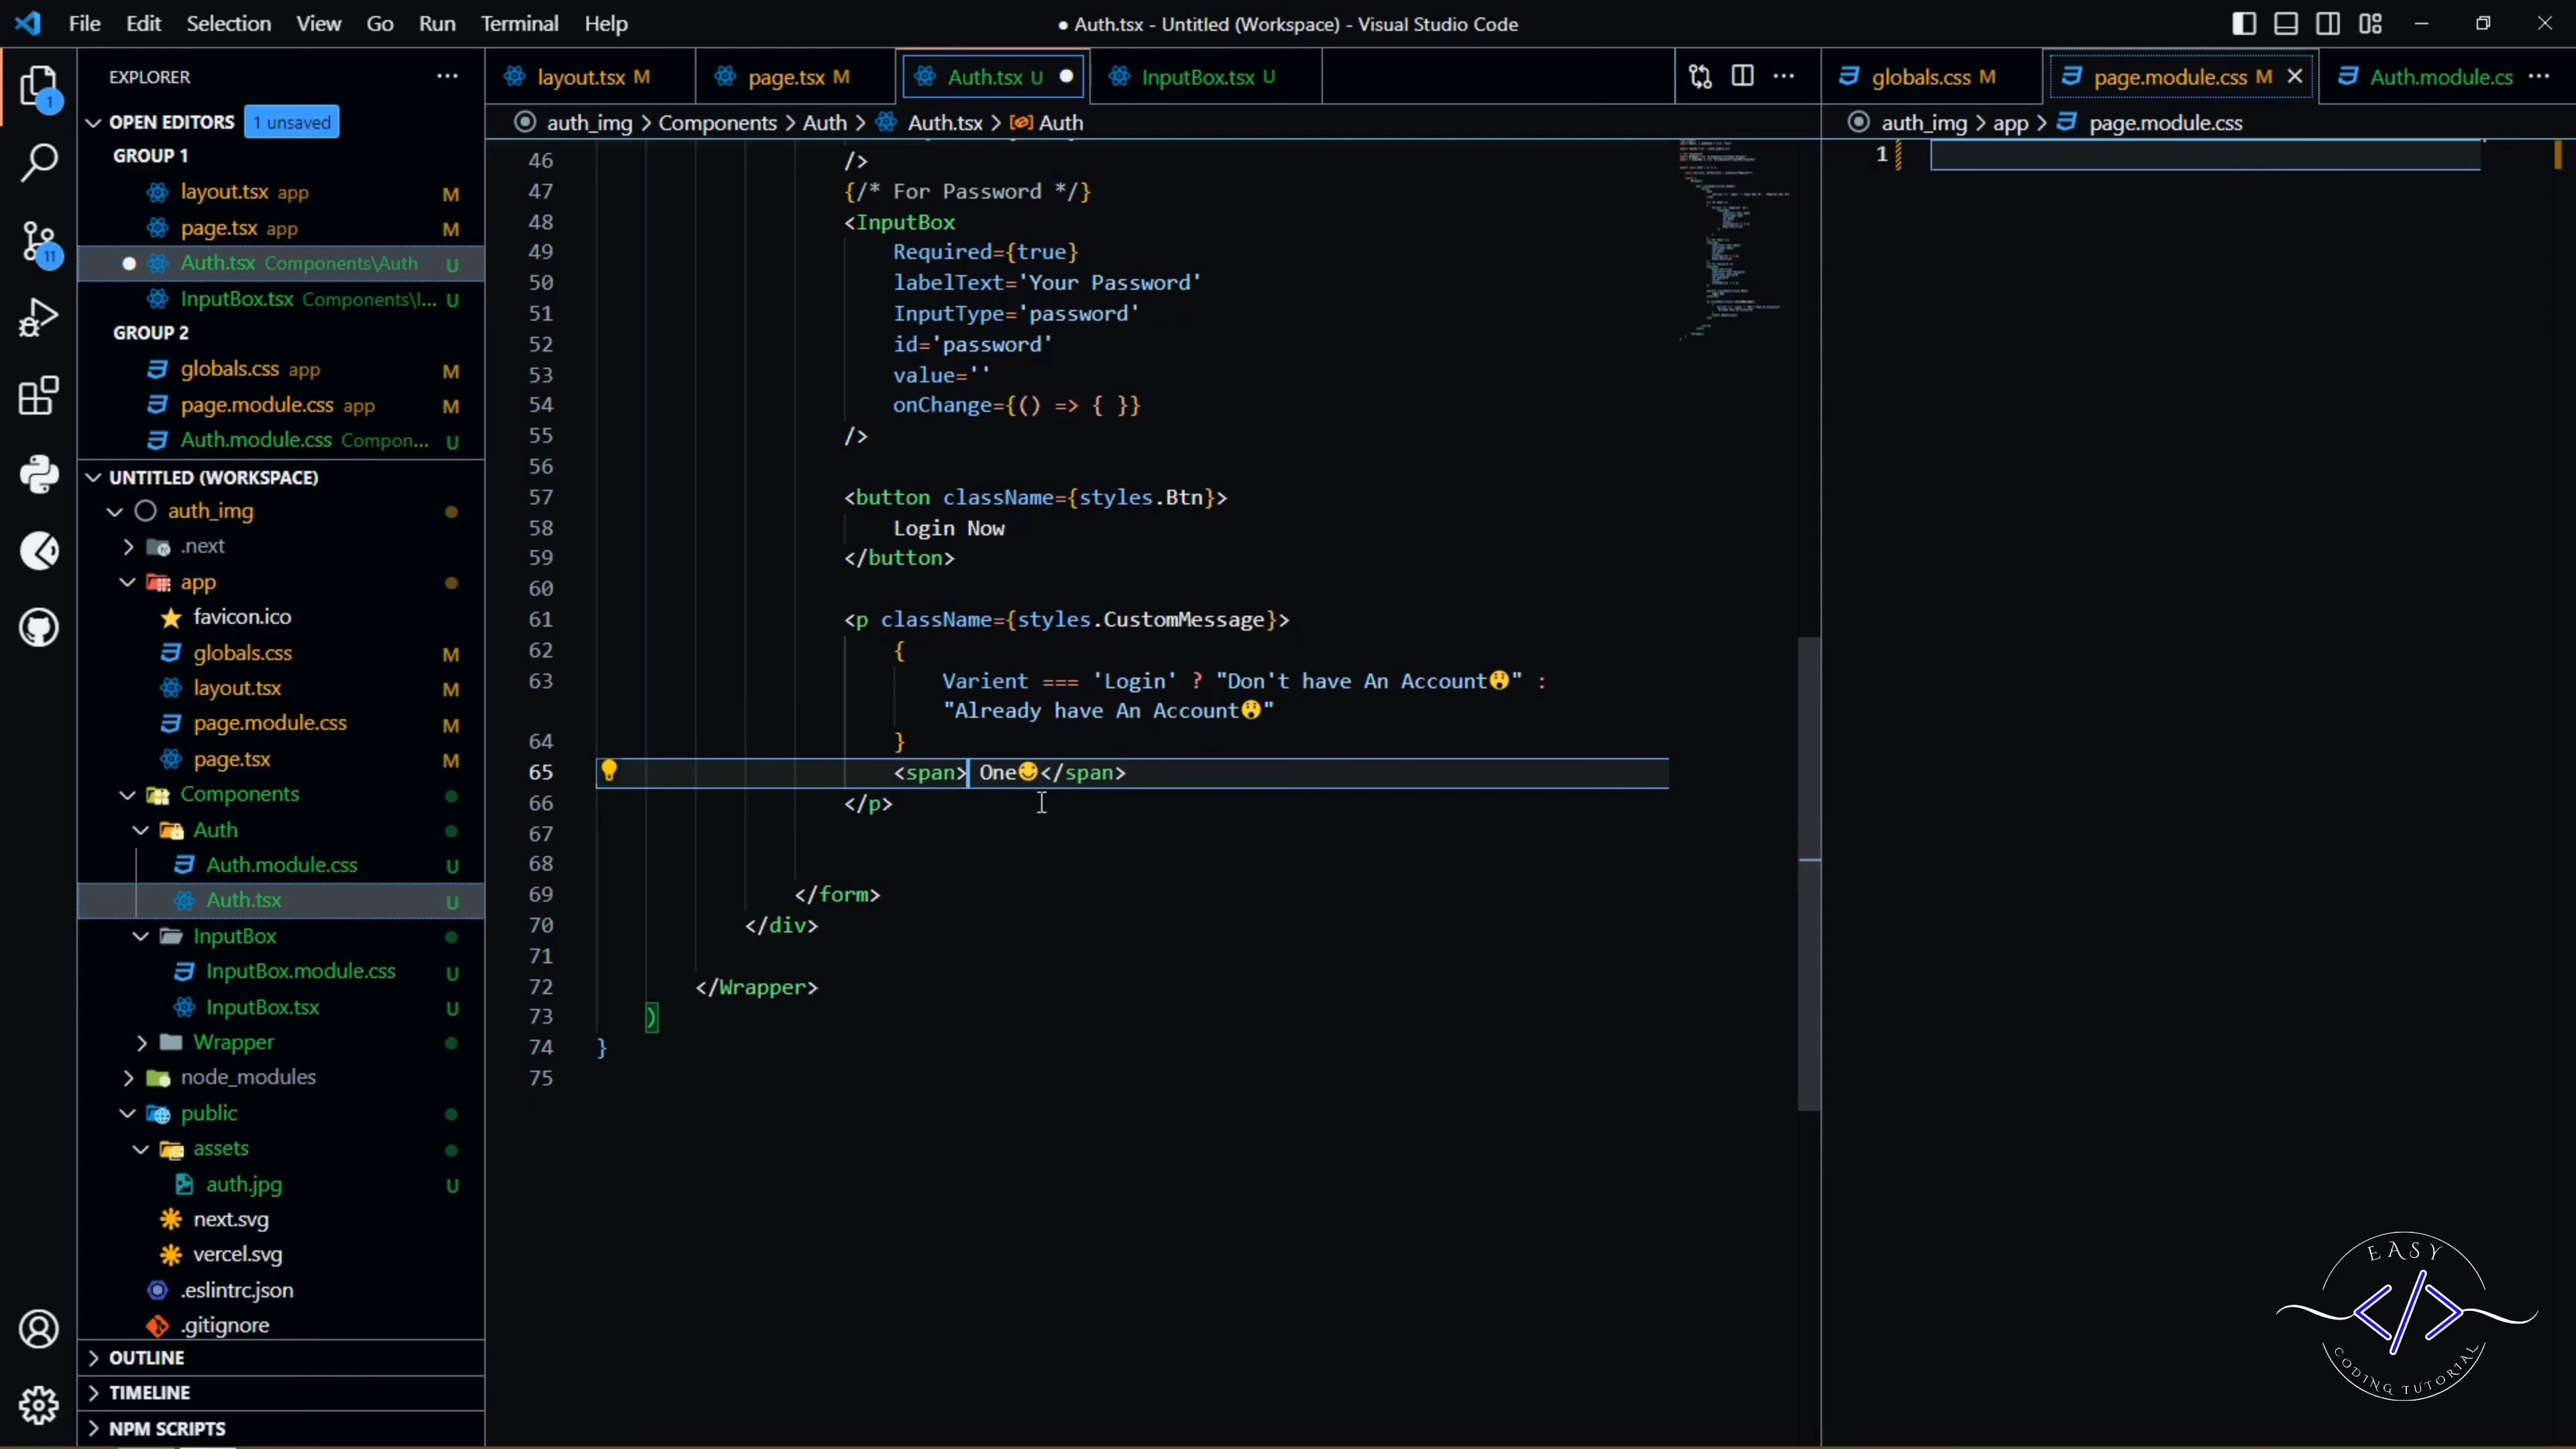 File Edit Selection View Go Run Terminal Help
● Auth.tsx - Untitled (Workspace) - Visual Studio Code
EXPLORER ···
OPEN EDITORS 1 unsaved
GROUP 1
layout.tsx app M
page.tsx app M
● Auth.tsx Components\Auth U
InputBox.tsx Components\I... U
GROUP 2
globals.css app M
page.module.css app M
Auth.module.css Compon... U
UNTITLED (WORKSPACE)
auth_img
.next
app
favicon.ico
globals.css M
layout.tsx M
page.module.css M
page.tsx M
Components
Auth
Auth.module.css U
Auth.tsx U
InputBox
InputBox.module.css U
InputBox.tsx U
Wrapper
node_modules
public
assets
auth.jpg U
next.svg
vercel.svg
.eslintrc.json
.gitignore
OUTLINE
TIMELINE
NPM SCRIPTS
1
11
layout.tsx M page.tsx M Auth.tsx U ● InputBox.tsx U
auth_img > Components > Auth > Auth.tsx > Auth
46 />
47 {/* For Password */}
48 <InputBox
49 Required={true}
50 labelText='Your Password'
51 InputType='password'
52 id='password'
53 value=''
54 onChange={() => { }}
55 />
56
57 <button className={styles.Btn}>
58 Login Now
59 </button>
60
61 <p className={styles.CustomMessage}>
62 {
63 Varient === 'Login' ? "Don't have An Account😲" :
"Already have An Account😲"
64 }
65 <span> One😊</span>
66 </p>
67
68
69 </form>
70 </div>
71
72 </Wrapper>
73 )
74 }
75
globals.css M page.module.css M Auth.module.cs ···
auth_img > app > page.module.css
1
EASY
</>
CODING TUTORIAL